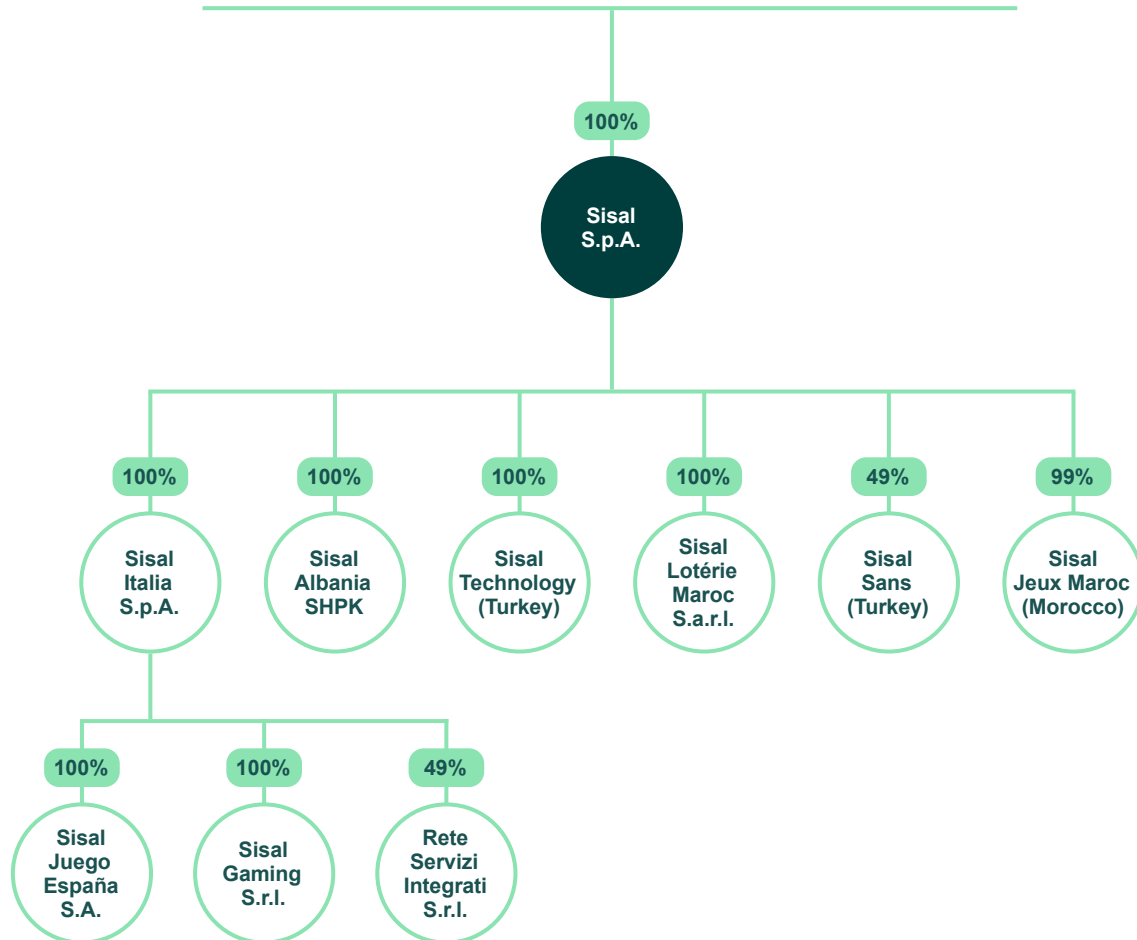 100%
Sisal
S.p.A.
100%
100%
100%
100%
49%
99%
Sisal
Italia
S.p.A.
Sisal
Albania
SHPK
Sisal
Technology
(Turkey)
Sisal
Lotérie
Maroc
S.a.r.l.
Sisal
Sans
(Turkey)
Sisal
Jeux Maroc
(Morocco)
100%
100%
49%
Sisal
Juego
España
S.A.
Sisal
Gaming
S.r.l.
Rete
Servizi
Integrati
S.r.l.